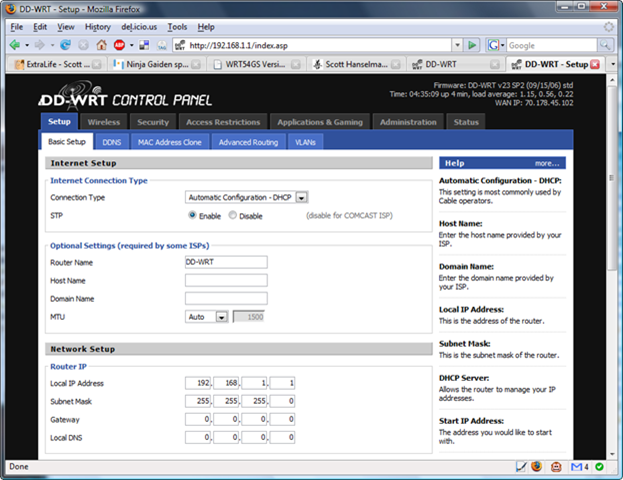 DD-WRT - Setup - Mozilla Firefox
File Edit View History del.icio.us Tools Help
http://192.168.1.1/index.asp
Google
ExtraLife - Scott ... Ninja Gaiden sp... WRT54GS Versi... Scott Hanselma... DD-WRT DD-WRT - Setup
DD-WRT CONTROL PANEL
Firmware: DD-WRT v23 SP2 (09/15/06) std
Time: 04:35:09 up 4 min, load average: 1.15, 0.56, 0.22
WAN IP: 70.178.45.102
Setup Wireless Security Access Restrictions Applications & Gaming Administration Status
Basic Setup DDNS MAC Address Clone Advanced Routing VLANs
Internet Setup
Internet Connection Type
Connection Type Automatic Configuration - DHCP
STP Enable Disable (disable for COMCAST ISP)
Optional Settings (required by some ISPs)
Router Name DD-WRT
Host Name
Domain Name
MTU Auto 1500
Network Setup
Router IP
Local IP Address 192. 168. 1. 1
Subnet Mask 255. 255. 255. 0
Gateway 0. 0. 0. 0
Local DNS 0. 0. 0. 0
Help more...
Automatic Configuration - DHCP:
This setting is most commonly used by
Cable operators.
Host Name:
Enter the host name provided by your
ISP.
Domain Name:
Enter the domain name provided by
your ISP.
Local IP Address:
This is the address of the router.
Subnet Mask:
This is the subnet mask of the router.
DHCP Server:
Allows the router to manage your IP
addresses.
Start IP Address:
The address you would like to start
with.
Done
4